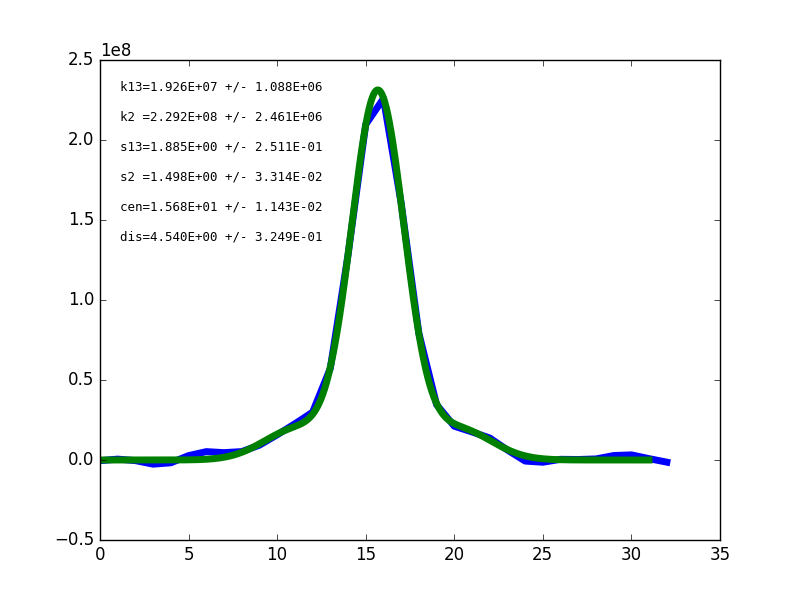 1e8
2.5
k13=1.926E+07 +/- 1.088E+06
k2 =2.292E+08 +/- 2.461E+06
2.0
s13=1.885E+00 +/- 2.511E-01
s2 =1.498E+00 +/- 3.314E-02
1.5
cen=1.568E+01 +/- 1.143E-02
dis=4.540E+00 +/- 3.249E-01
1.0
0.5
0.0
−0.5
0 5 10 15 20 25 30 35